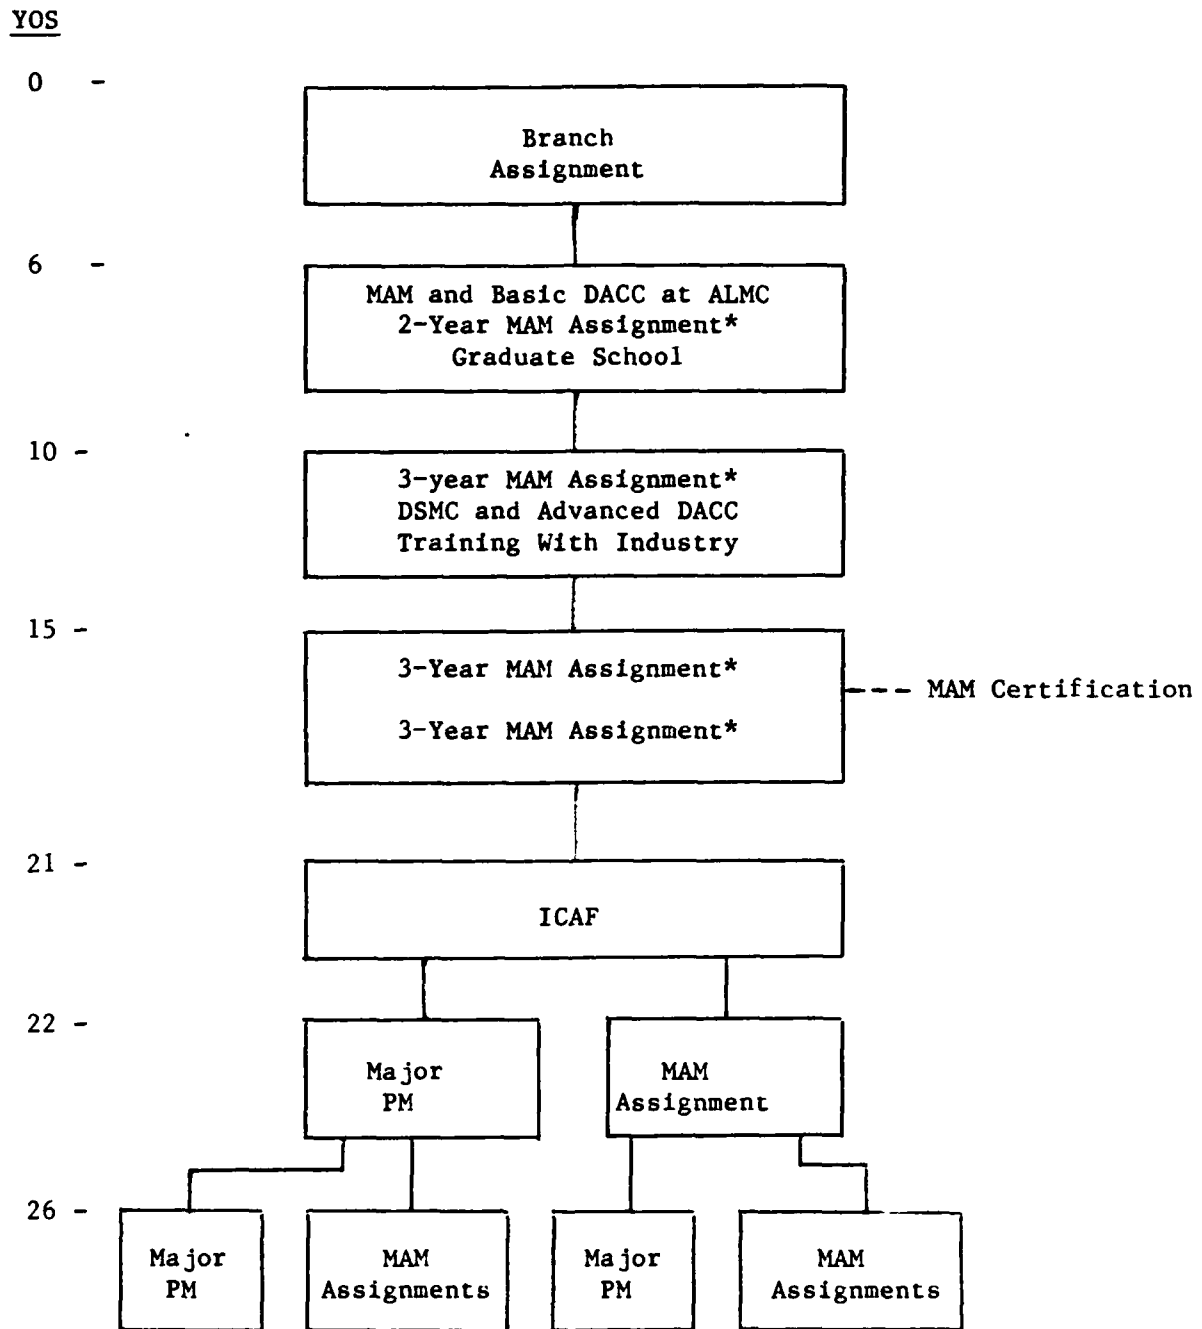 YOS
0 -
Branch
Assignment
6 -
MAM and Basic DACC at ALMC
2-Year MAM Assignment*
Graduate School
10 -
3-year MAM Assignment*
DSMC and Advanced DACC
Training With Industry
15 -
3-Year MAM Assignment*
--- MAM Certification
3-Year MAM Assignment*
21 -
ICAF
22 -
Major
PM
MAM
Assignment
26 -
Major
PM
MAM
Assignments
Major
PM
MAM
Assignments